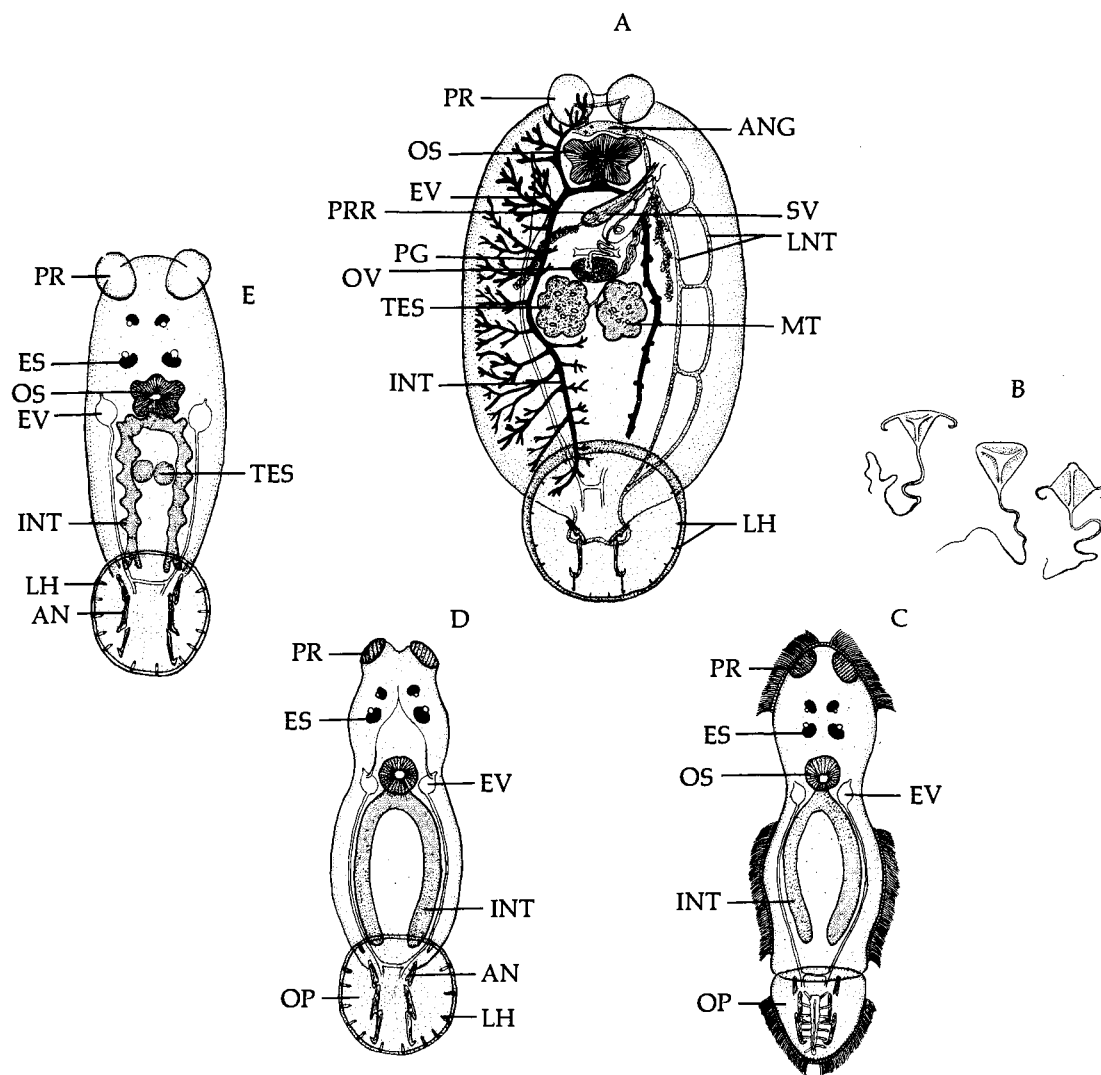 A
PR
ANG
OS
EV
PRR
SV
LNT
PG
OV
TES
MT
INT
LH
E
PR
ES
OS
EV
TES
INT
LH
AN
B
D
PR
ES
EV
INT
AN
OP
LH
C
PR
ES
OS
EV
INT
OP